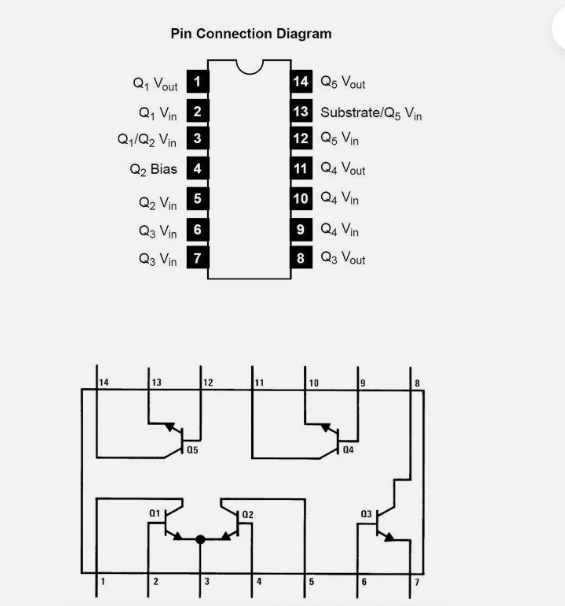 Pin Connection Diagram
Q1 Vout 1 14 Q5 Vout
Q1 Vin 2 13 Substrate/Q5 Vin
Q1/Q2 Vin 3 12 Q5 Vin
Q2 Bias 4 11 Q4 Vout
Q2 Vin 5 10 Q4 Vin
Q3 Vin 6 9 Q4 Vin
Q3 Vin 7 8 Q3 Vout
14 13 12 11 10 9 8
Q5 Q4
Q1 Q2 Q3
1 2 3 4 5 6 7